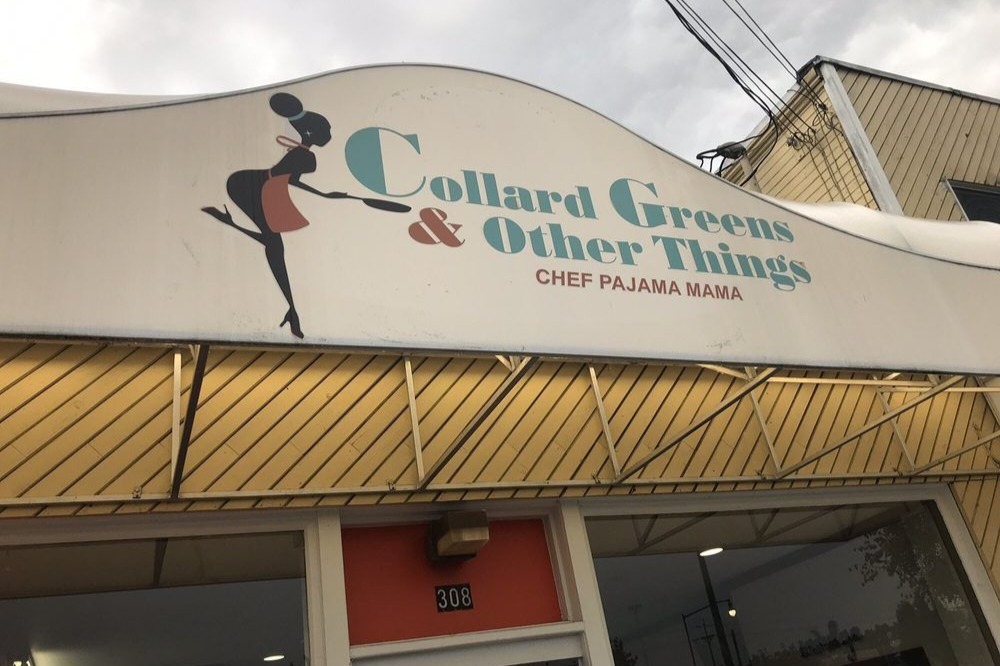 Collard Greens
& Other Things
CHEF PAJAMA MAMA
308